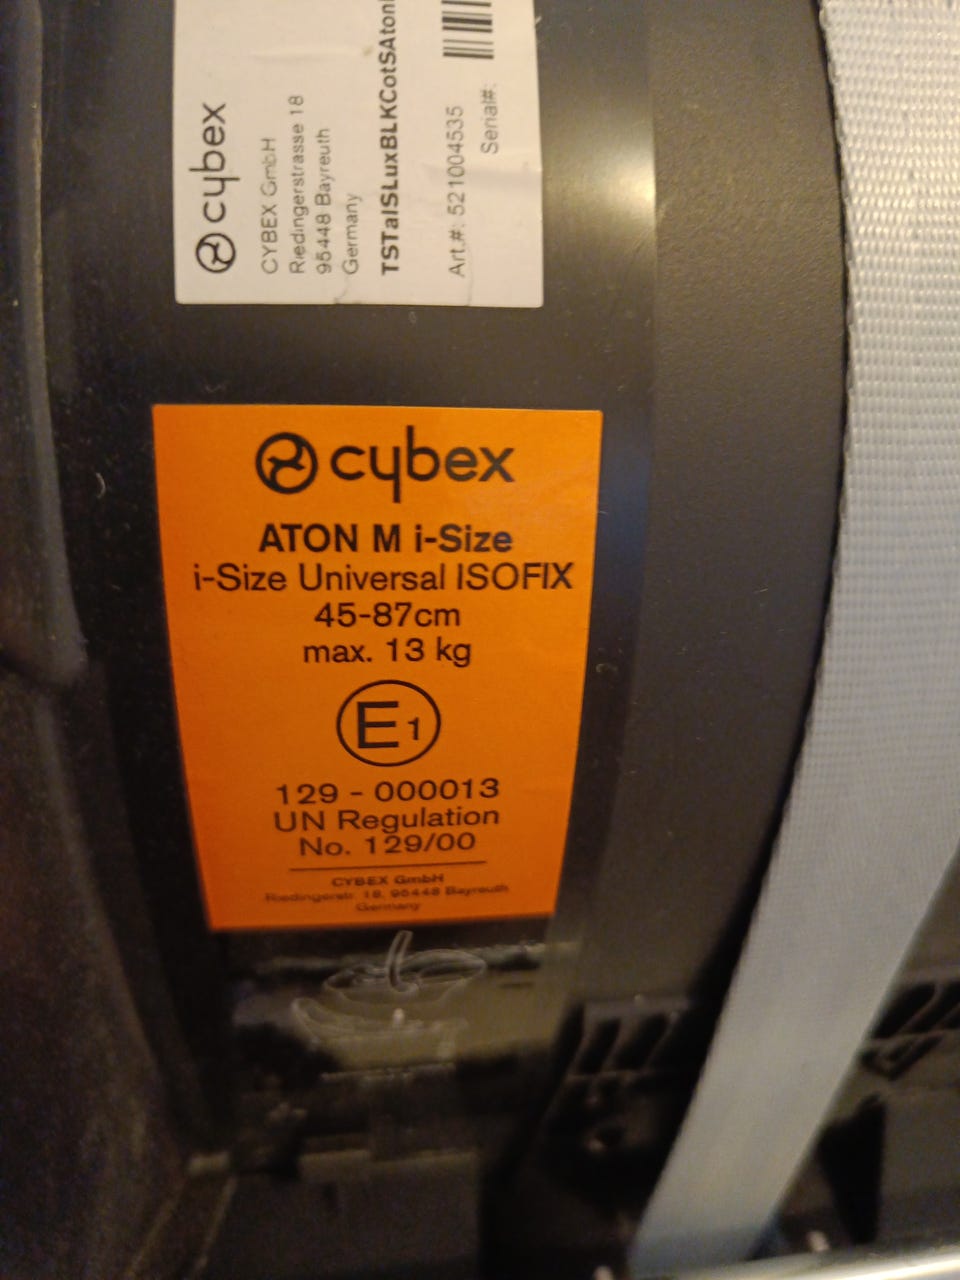 cybex
CYBEX GmbH
Riedingerstrasse 18
95448 Bayreuth
Germany
TSTaISLuxBLKCotSAton
Art.#: 521004535
Serial#:
cybex
ATON M i-Size
i-Size Universal ISOFIX
45-87cm
max. 13 kg
E1
129 - 000013
UN Regulation
No. 129/00
CYBEX GmbH
Riedingerstr. 18, 95448 Bayreuth
Germany